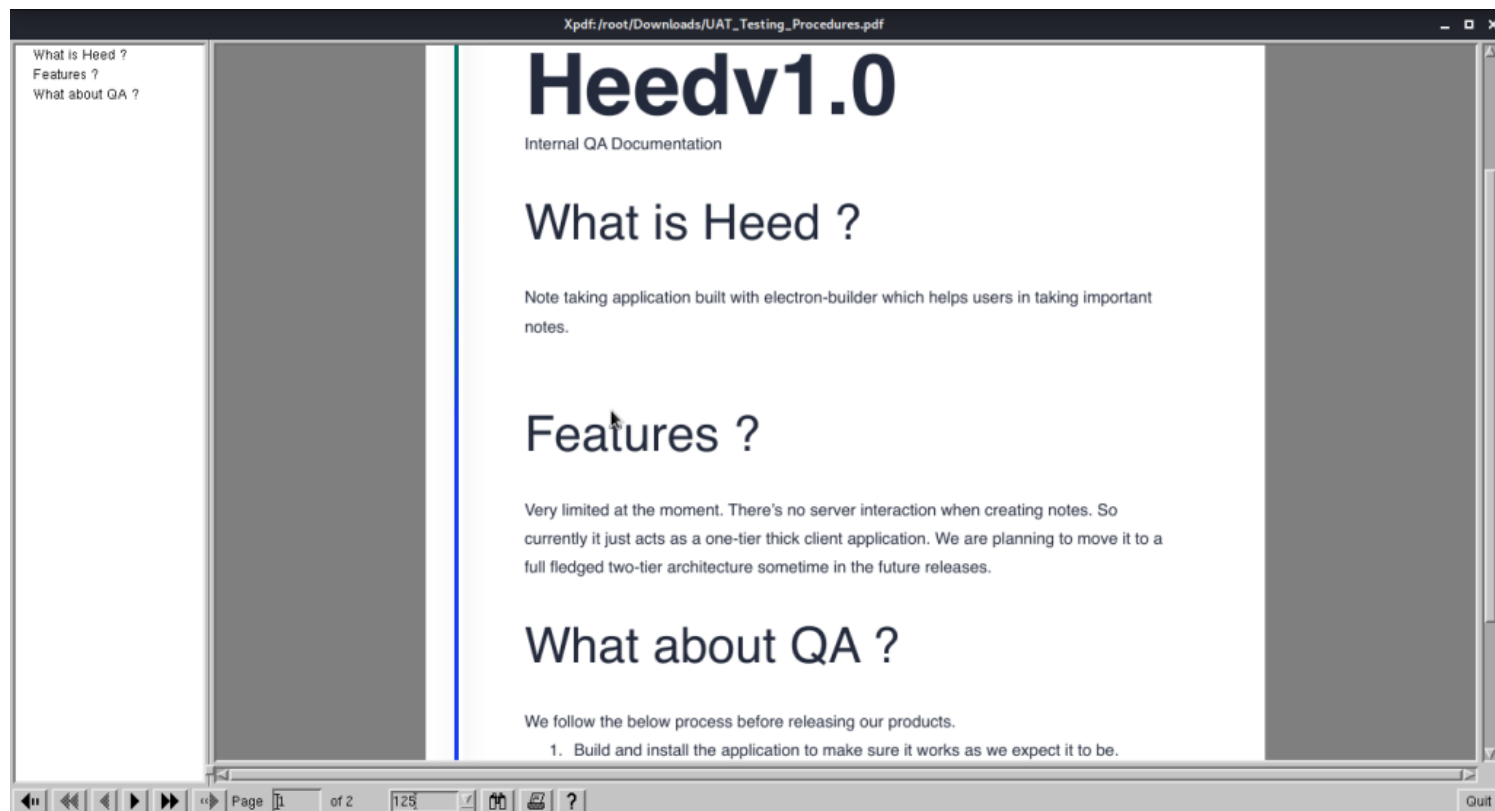 Xpdf: /root/Downloads/UAT_Testing_Procedures.pdf
What is Heed ?
Features ?
What about QA ?
Heedv1.0
Internal QA Documentation
What is Heed ?
Note taking application built with electron-builder which helps users in taking important
notes.
Features ?
Very limited at the moment. There's no server interaction when creating notes. So
currently it just acts as a one-tier thick client application. We are planning to move it to a
full fledged two-tier architecture sometime in the future releases.
What about QA ?
We follow the below process before releasing our products.
1. Build and install the application to make sure it works as we expect it to be.
Page 1 of 2 125 ? Quit